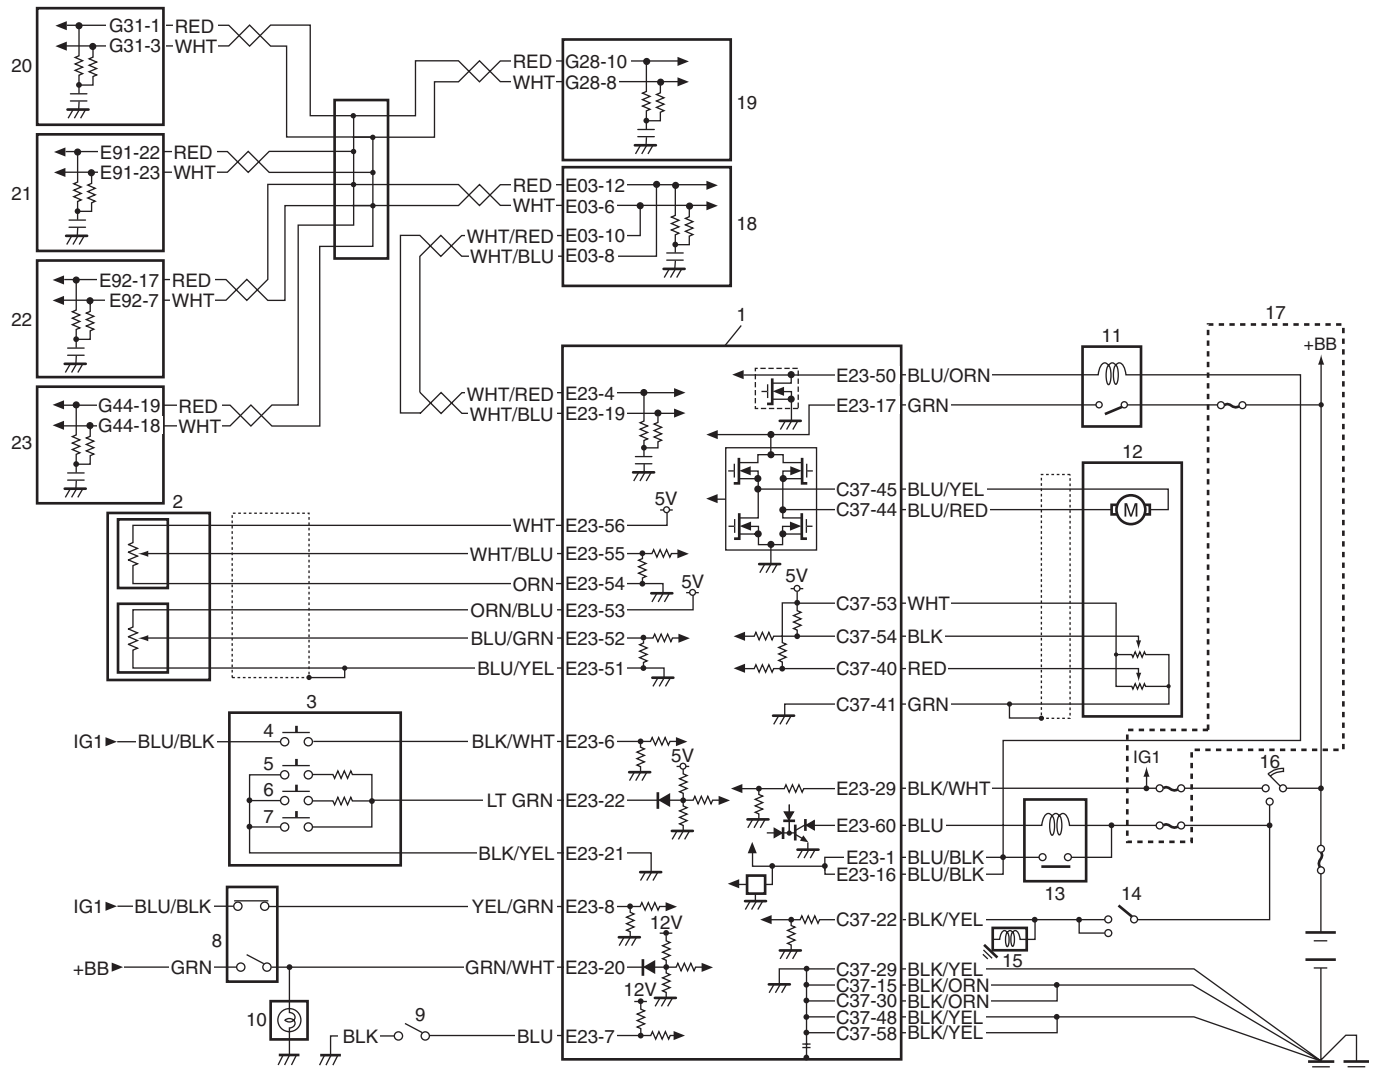 20
G31-1 RED
G31-3 WHT
21
E91-22 RED
E91-23 WHT
22
E92-17 RED
E92-7 WHT
23
G44-19 RED
G44-18 WHT
RED G28-10
WHT G28-8
19
RED E03-12
WHT E03-6
WHT/RED E03-10
WHT/BLU E03-8
18
1
WHT/RED E23-4
WHT/BLU E23-19
2
5V
WHT E23-56
WHT/BLU E23-55
ORN E23-54
5V
ORN/BLU E23-53
BLU/GRN E23-52
BLU/YEL E23-51
3
IG1 BLU/BLK 4 BLK/WHT E23-6
5V
5
6
LT GRN E23-22
7
BLK/YEL E23-21
IG1 BLU/BLK YEL/GRN E23-8
8
12V
+BB GRN GRN/WHT E23-20
12V
10
BLK 9 BLU E23-7
17
11
+BB
E23-50 BLU/ORN
E23-17 GRN
12
C37-45 BLU/YEL
M
C37-44 BLU/RED
5V
C37-53 WHT
C37-54 BLK
C37-40 RED
C37-41 GRN
IG1
16
E23-29 BLK/WHT
E23-60 BLU
E23-1 BLU/BLK
E23-16 BLU/BLK
13
14
C37-22 BLK/YEL
15
C37-29 BLK/YEL
C37-15 BLK/ORN
C37-30 BLK/ORN
C37-48 BLK/YEL
C37-58 BLK/YEL